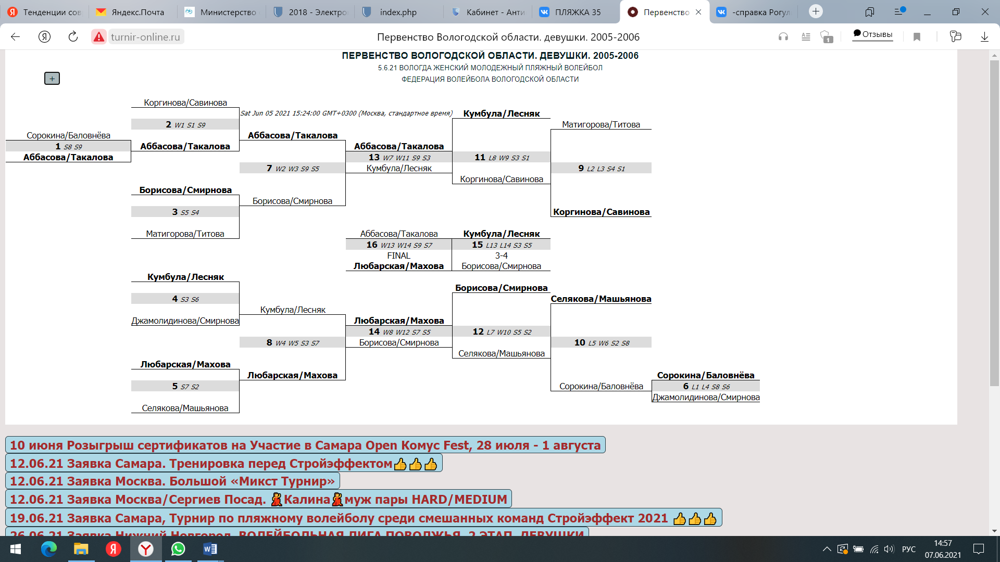 Тенденции сов
Яндекс.Почта
Министерство
2018 - Электро
index.php
Кабинет - Анти
ПЛЯЖКА 35
Первенство
-справка Рогул
turnir-online.ru
Первенство Вологодской области. девушки. 2005-2006
Отзывы
1
ПЕРВЕНСТВО ВОЛОГОДСКОЙ ОБЛАСТИ. ДЕВУШКИ. 2005-2006
5.6.21 ВОЛОГДА ЖЕНСКИЙ МОЛОДЕЖНЫЙ ПЛЯЖНЫЙ ВОЛЕЙБОЛ
ФЕДЕРАЦИЯ ВОЛЕЙБОЛА ВОЛОГОДСКОЙ ОБЛАСТИ
+
Сорокина/Баловнёва
1 S8 S9
Аббасова/Такалова
Коргинова/Савинова
2 W1 S1 S9
Аббасова/Такалова
Борисова/Смирнова
3 S5 S4
Матигорова/Титова
Кумбула/Лесняк
4 S3 S6
Джамолидинова/Смирнова
Любарская/Махова
5 S7 S2
Селякова/Машьянова
Sat Jun 05 2021 15:24:00 GMT+0300 (Москва, стандартное время)
Аббасова/Такалова
7 W2 W3 S9 S5
Борисова/Смирнова
Кумбула/Лесняк
8 W4 W5 S3 S7
Любарская/Махова
Аббасова/Такалова
13 W7 W11 S9 S3
Кумбула/Лесняк
Аббасова/Такалова
16 W13 W14 S9 S7
FINAL
Любарская/Махова
Любарская/Махова
14 W8 W12 S7 S5
Борисова/Смирнова
Кумбула/Лесняк
11 L8 W9 S3 S1
Коргинова/Савинова
Кумбула/Лесняк
15 L13 L14 S3 S5
3-4
Борисова/Смирнова
Борисова/Смирнова
12 L7 W10 S5 S2
Селякова/Машьянова
Матигорова/Титова
9 L2 L3 S4 S1
Коргинова/Савинова
Селякова/Машьянова
10 L5 W6 S2 S8
Сорокина/Баловнёва
Сорокина/Баловнёва
6 L1 L4 S8 S6
Джамолидинова/Смирнова
10 июня Розыгрыш сертификатов на Участие в Самара Open Комус Fest, 28 июля - 1 августа
12.06.21 Заявка Самара. Тренировка перед Стройэффектом👍👍👍
12.06.21 Заявка Москва. Большой «Микст Турнир»
12.06.21 Заявка Москва/Сергиев Посад. 💃Калина💃муж пары HARD/MEDIUM
19.06.21 Заявка Самара, Турнир по пляжному волейболу среди смешанных команд Стройэффект 2021 👍👍👍
26.06.21 Заявка Нижний Новгород. ВОЛЕЙБОЛЬНАЯ ЛИГА ПОВОЛЖЬЯ. 2 ЭТАП. ДЕВУШКИ
РУС
14:57
07.06.2021